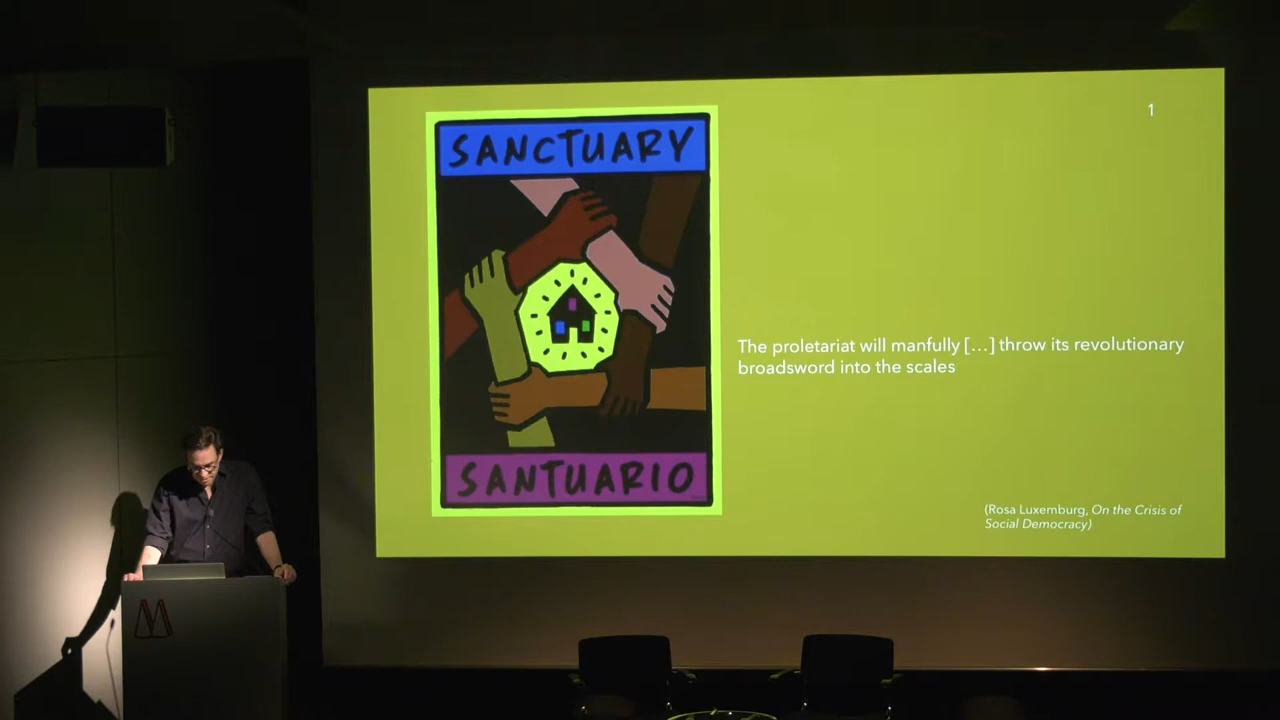 SANCTUARY
1
The proletariat will manfully […] throw its revolutionary
broadsword into the scales
SANTUARIO
(Rosa Luxemburg, On the Crisis of
Social Democracy)
M